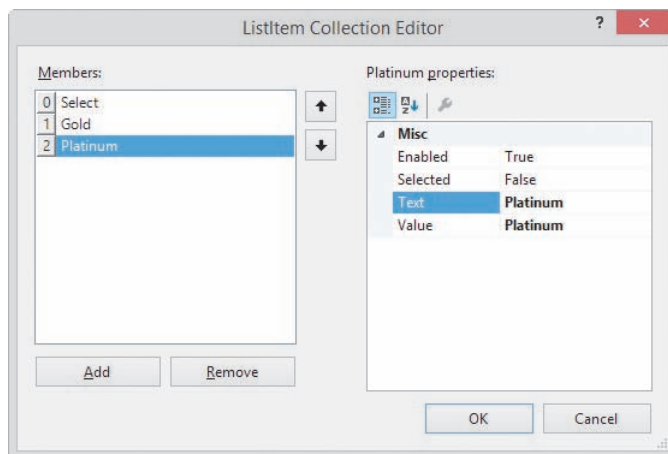 ListItem Collection Editor
?
Members:
0 Select
1 Gold
2 Platinum
Add
Remove
Platinum properties:
Misc
Enabled True
Selected False
Text Platinum
Value Platinum
OK
Cancel